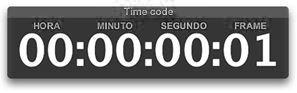 Time code
HORA MINUTO SEGUNDO FRAME
00:00:00:01